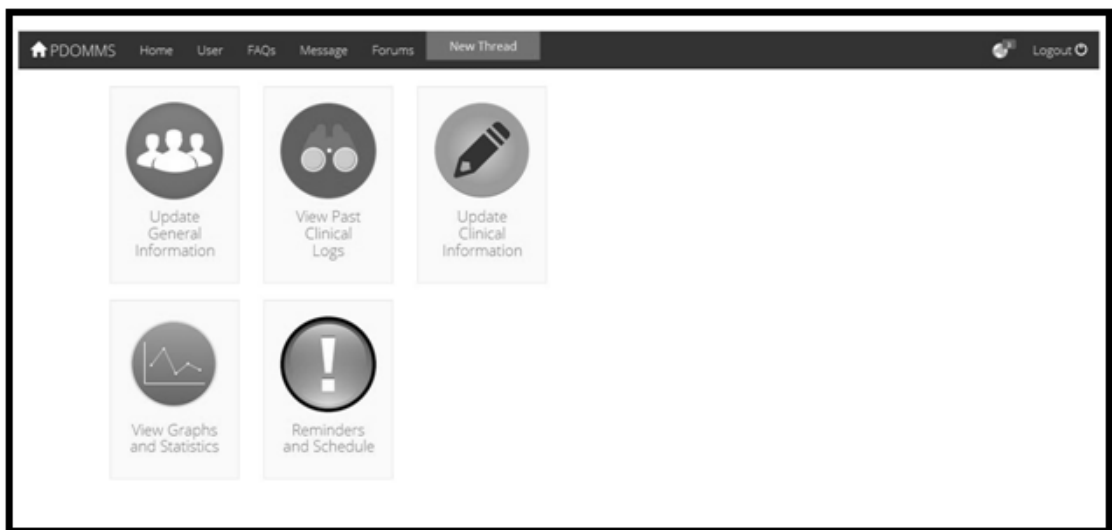 PDOMMS Home User FAQs Message Forums New Thread Logout
Update
General
Information
View Past
Clinical
Logs
Update
Clinical
Information
View Graphs
and Statistics
Reminders
and Schedule